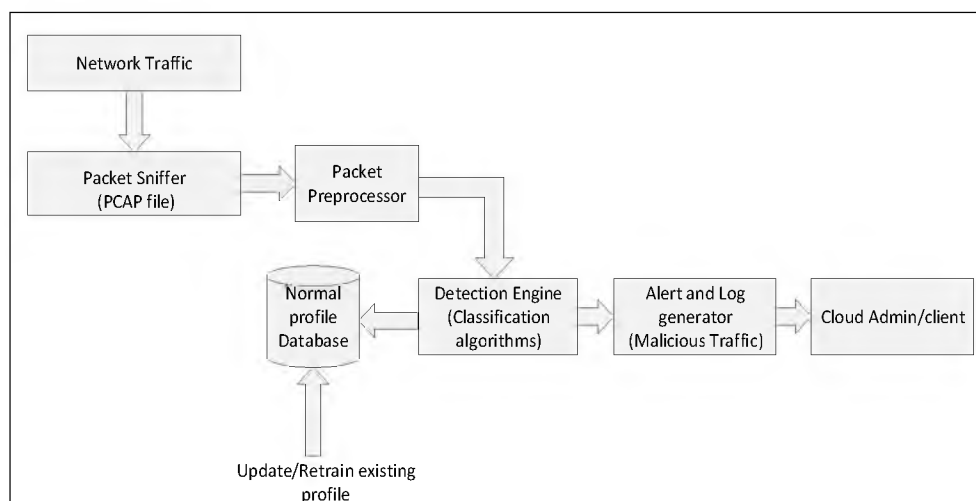 Network Traffic
Packet Sniffer
(PCAP file)
Packet
Preprocessor
Normal
profile
Database
Detection Engine
(Classification
algorithms)
Alert and Log
generator
(Malicious Traffic)
Cloud Admin/client
Update/Retrain existing
profile